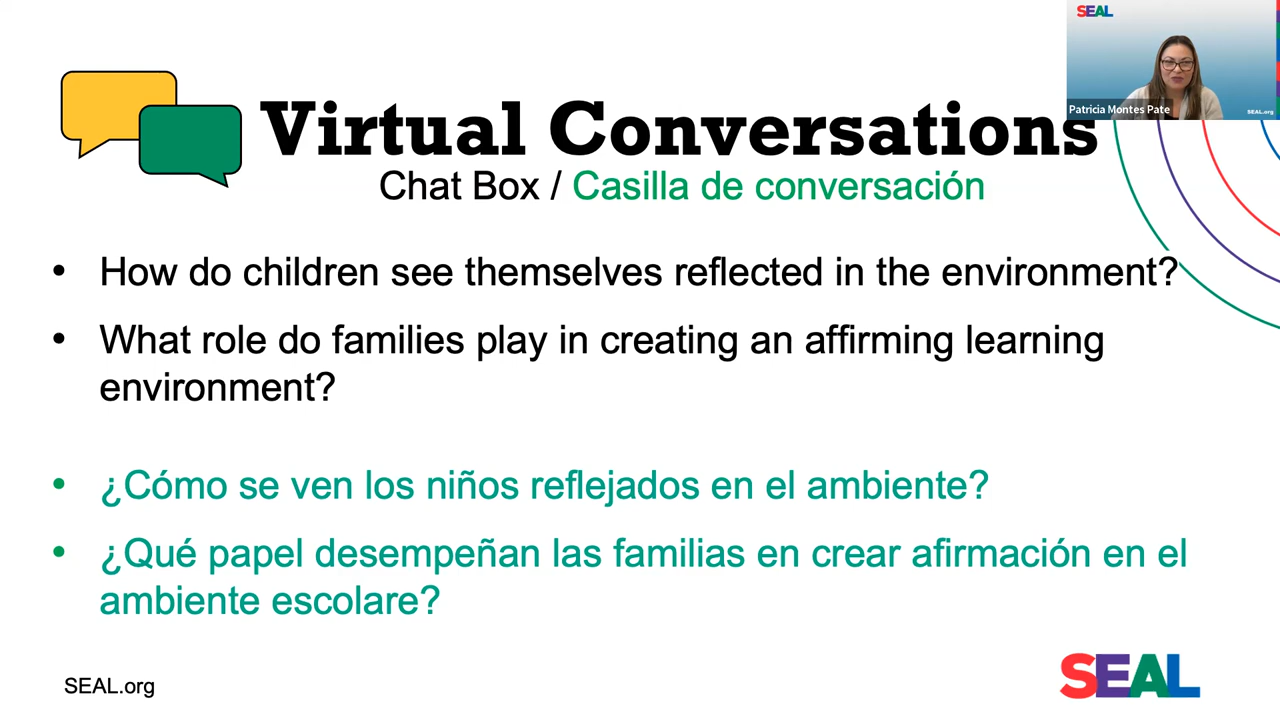 SEAL
Patricia Montes Pate
SEAL.org
Virtual Conversations
Chat Box / Casilla de conversación
• How do children see themselves reflected in the environment?
• What role do families play in creating an affirming learning
environment?
• ¿Cómo se ven los niños reflejados en el ambiente?
• ¿Qué papel desempeñan las familias en crear afirmación en el
ambiente escolare?
SEAL.org
SEAL